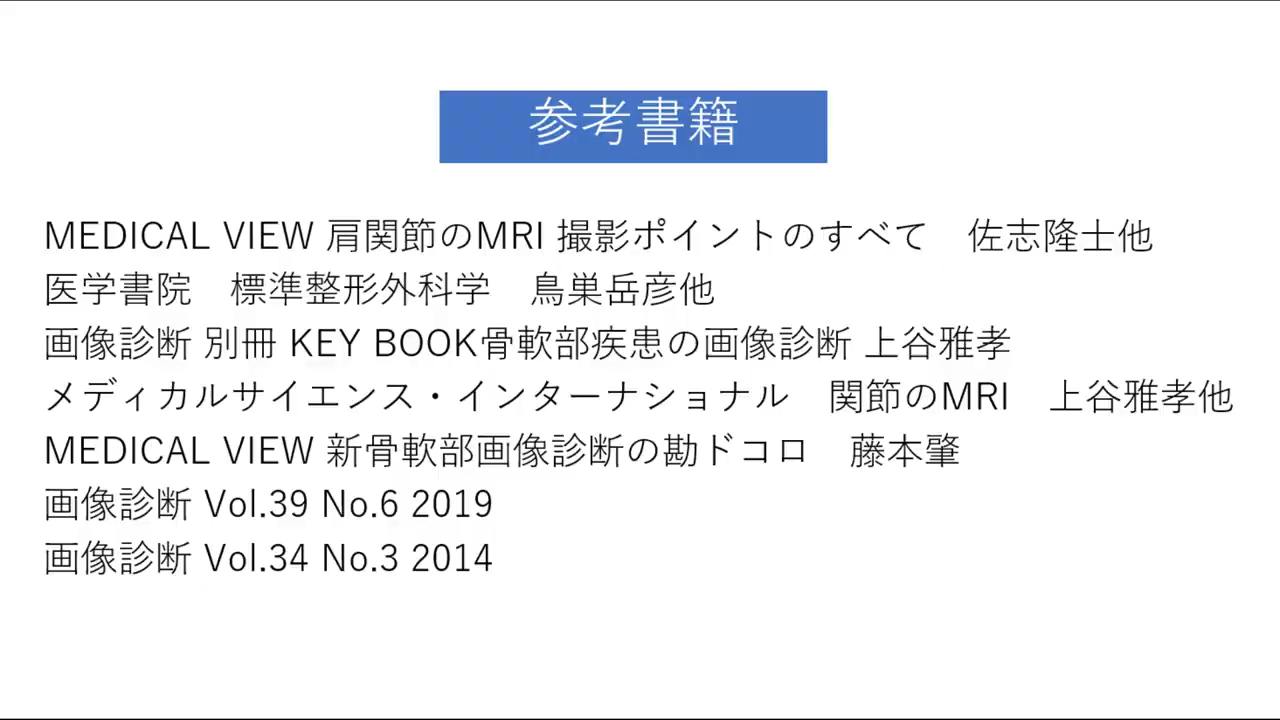 参考書籍
MEDICAL VIEW 肩関節のMRI 撮影ポイントのすべて　佐志隆士他
医学書院　標準整形外科学　鳥巣岳彦他
画像診断 別冊 KEY BOOK骨軟部疾患の画像診断 上谷雅孝
メディカルサイエンス・インターナショナル　関節のMRI　上谷雅孝他
MEDICAL VIEW 新骨軟部画像診断の勘ドコロ　藤本肇
画像診断 Vol.39 No.6 2019
画像診断 Vol.34 No.3 2014